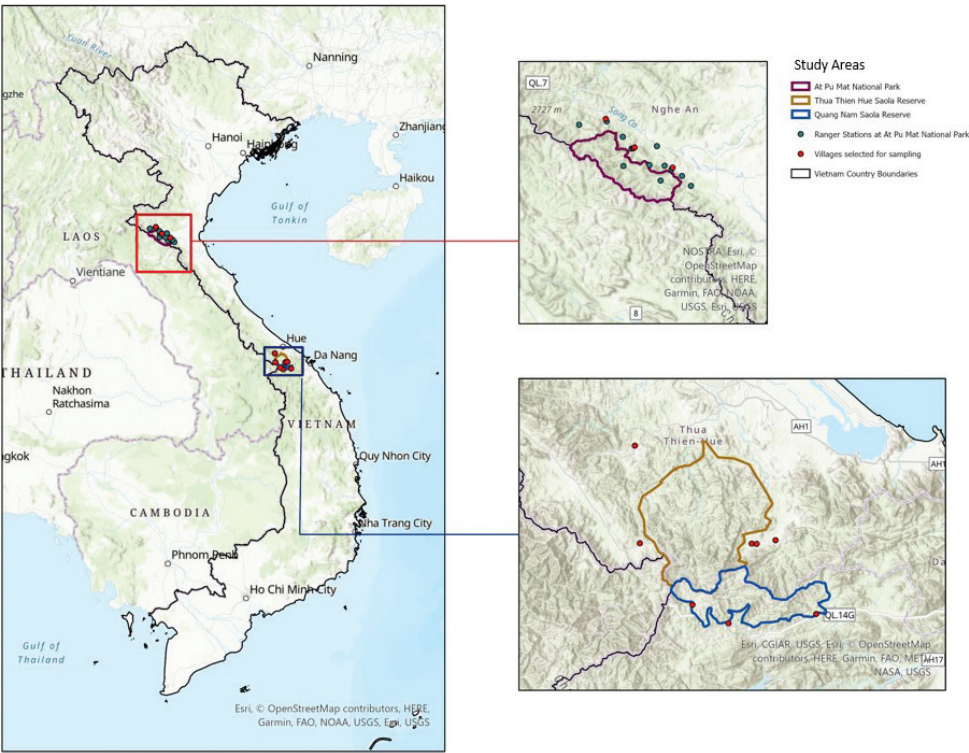 Yuan River
Nanning
gzhe
Zhanjiang
Hanoi
Haiphong
Haikou
Gulf of
Tonkin
LAOS
Vientiane
Hue
Da Nang
THAILAND
Nakhon
Ratchasima
VIETNAM
ngkok
Quy Nhon City
CAMBODIA
Nha Trang City
Phnom Penh
Ho Chi Minh City
Gulf of
Thailand
Esri, © OpenStreetMap contributors, HERE,
Garmin, FAO, NOAA, USGS, Esri, USGS
QL.7
2727 m
Song Ca
Nghe An
NOSTRA, Esri, ©
OpenStreetMap
contributors, HERE,
Garmin, FAO, NOAA,
USGS, Esri, USGS
8
Study Areas
At Pu Mat National Park
Thua Thien Hue Saola Reserve
Quang Nam Saola Reserve
Ranger Stations at At Pu Mat National Park
Villages selected for sampling
Vietnam Country Boundaries
Thua
Thien-Hue
AH1
AH1
Da
QL.14G
Esri, CGIAR, USGS, Esri, © OpenStreetMap
contributors, HERE, Garmin, FAO, METI/
NASA, USGS
AH17